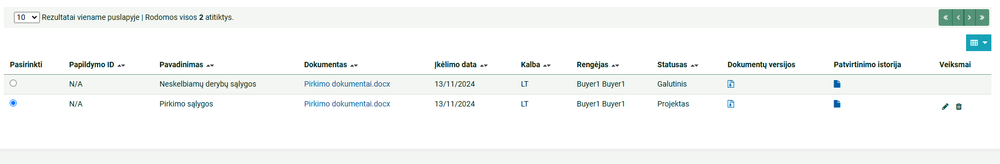 10 Rezultatai viename puslapyje | Rodomos visos 2 atitiktys.
Pasirinkti Papildymo ID Pavadinimas Dokumentas Įkėlimo data Kalba Rengėjas Statusas Dokumentų versijos Patvirtinimo istorija Veiksmai
N/A Neskelbiamų derybų sąlygos Pirkimo dokumentai.docx 13/11/2024 LT Buyer1 Buyer1 Galutinis
N/A Pirkimo sąlygos Pirkimo dokumentai.docx 13/11/2024 LT Buyer1 Buyer1 Projektas